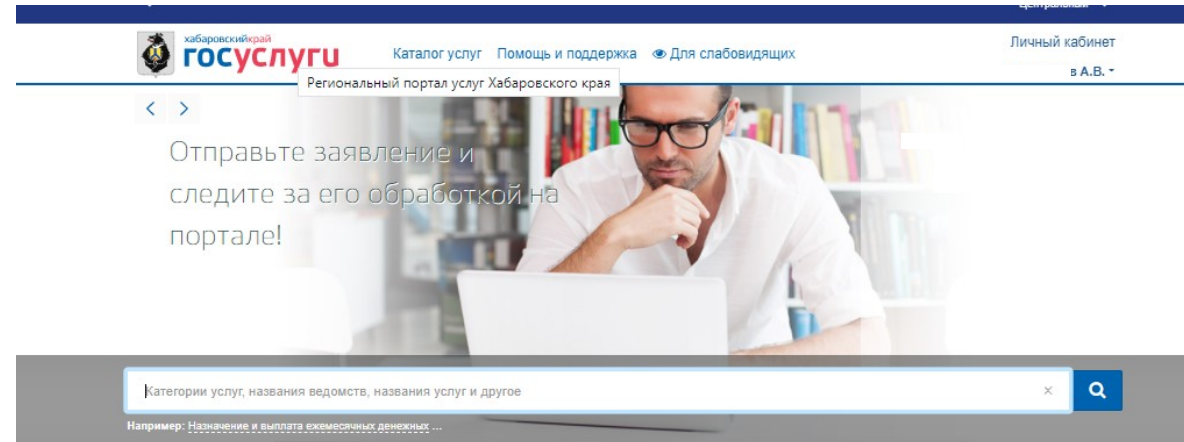 хабаровскийкрай
госуслуги
Каталог услуг Помощь и поддержка Для слабовидящих
Личный кабинет
в А.В.
Региональный портал услуг Хабаровского края
Отправьте заявление и
следите за его обработкой на
портале!
Категории услуг, названия ведомств, названия услуг и другое
Например: Назначение и выплата ежемесячных денежных ...